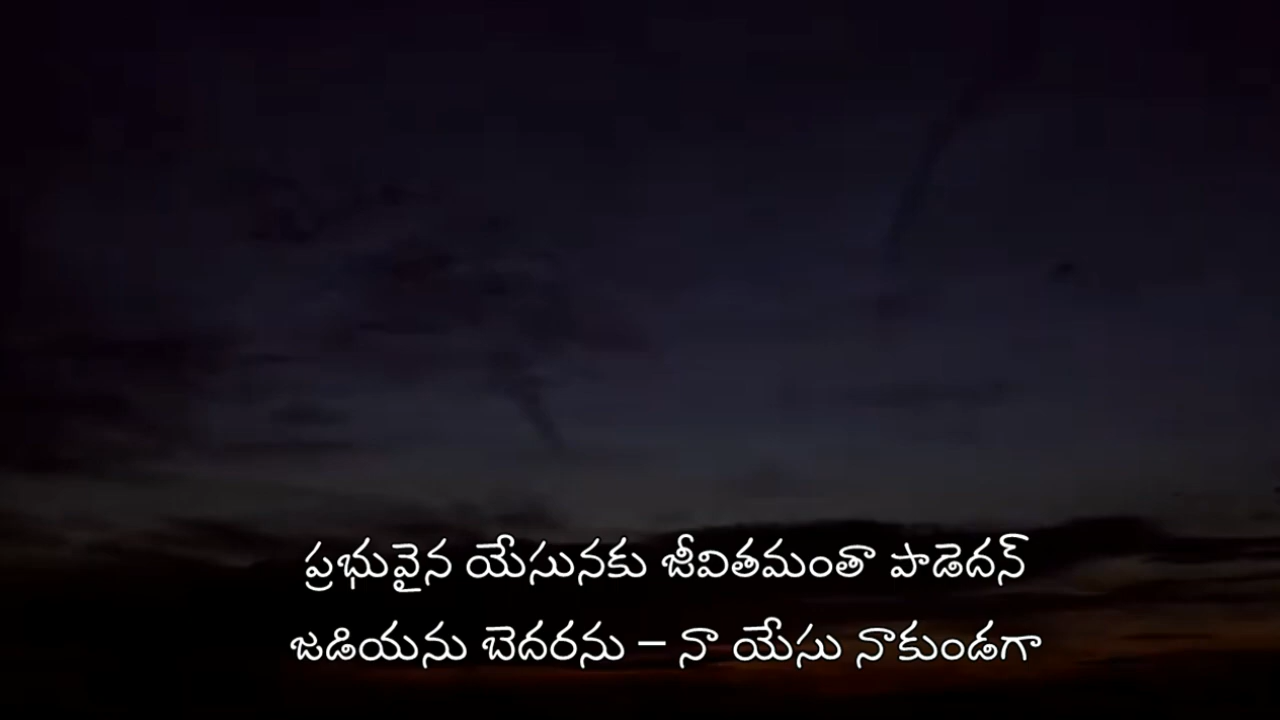 ప్రభువైన యేసునకు జీవితమంతా పాడెదన్
జడియను బెదరను – నా యేసు నాకుండగా